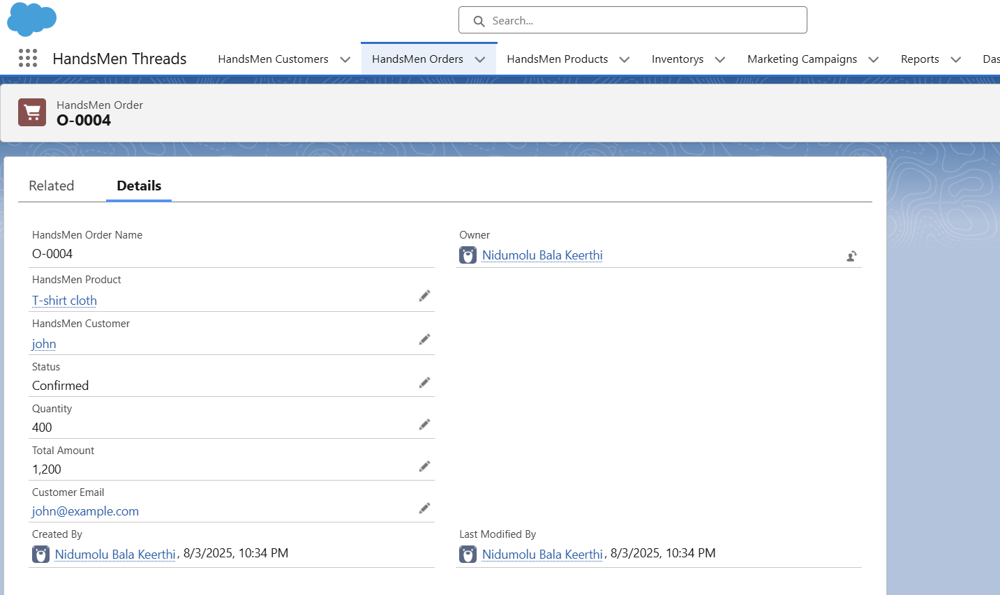 Search...
HandsMen Threads
HandsMen Customers
HandsMen Orders
HandsMen Products
Inventorys
Marketing Campaigns
Reports
Das
HandsMen Order
O-0004
Related
Details
HandsMen Order Name
O-0004
Owner
Nidumolu Bala Keerthi
HandsMen Product
T-shirt cloth
HandsMen Customer
john
Status
Confirmed
Quantity
400
Total Amount
1,200
Customer Email
john@example.com
Created By
Nidumolu Bala Keerthi, 8/3/2025, 10:34 PM
Last Modified By
Nidumolu Bala Keerthi, 8/3/2025, 10:34 PM